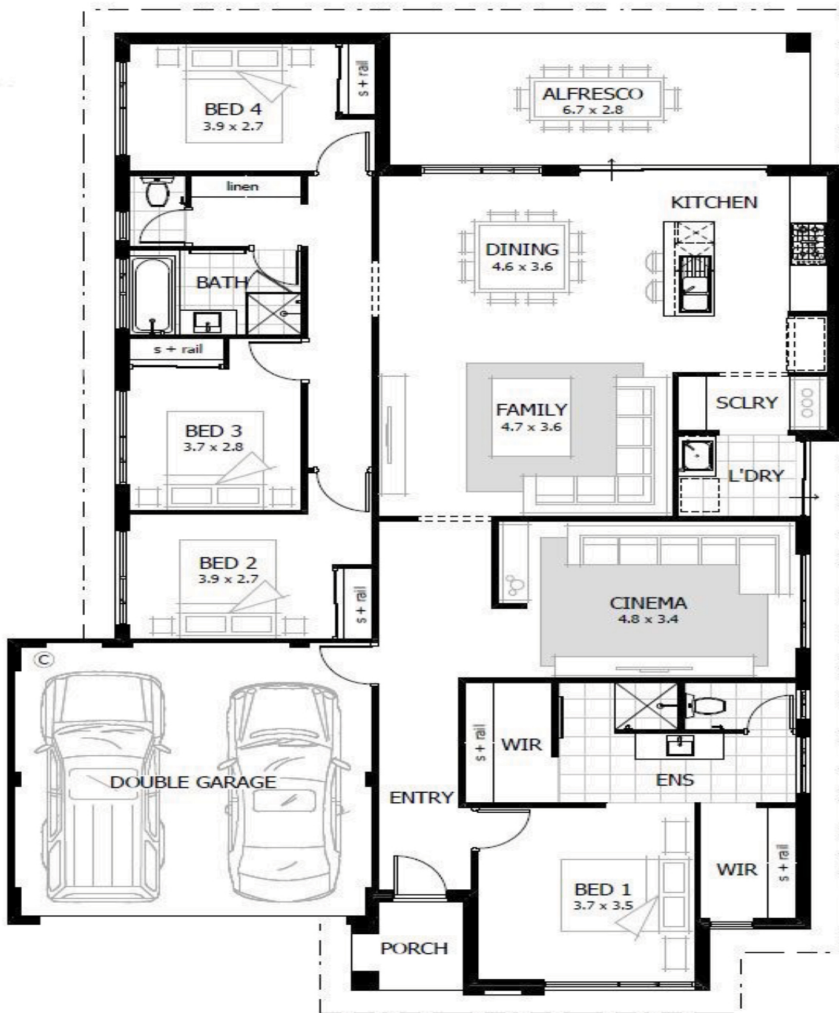 BED 4
3.9 x 2.7
s + rail
ALFRESCO
6.7 x 2.8
linen
KITCHEN
DINING
4.6 x 3.6
BATH
s + rail
FAMILY
4.7 x 3.6
SCLRY
BED 3
3.7 x 2.8
L'DRY
BED 2
3.9 x 2.7
s + rail
CINEMA
4.8 x 3.4
C
DOUBLE GARAGE
s + rail
WIR
ENS
ENTRY
BED 1
3.7 x 3.5
WIR
s + rail
PORCH